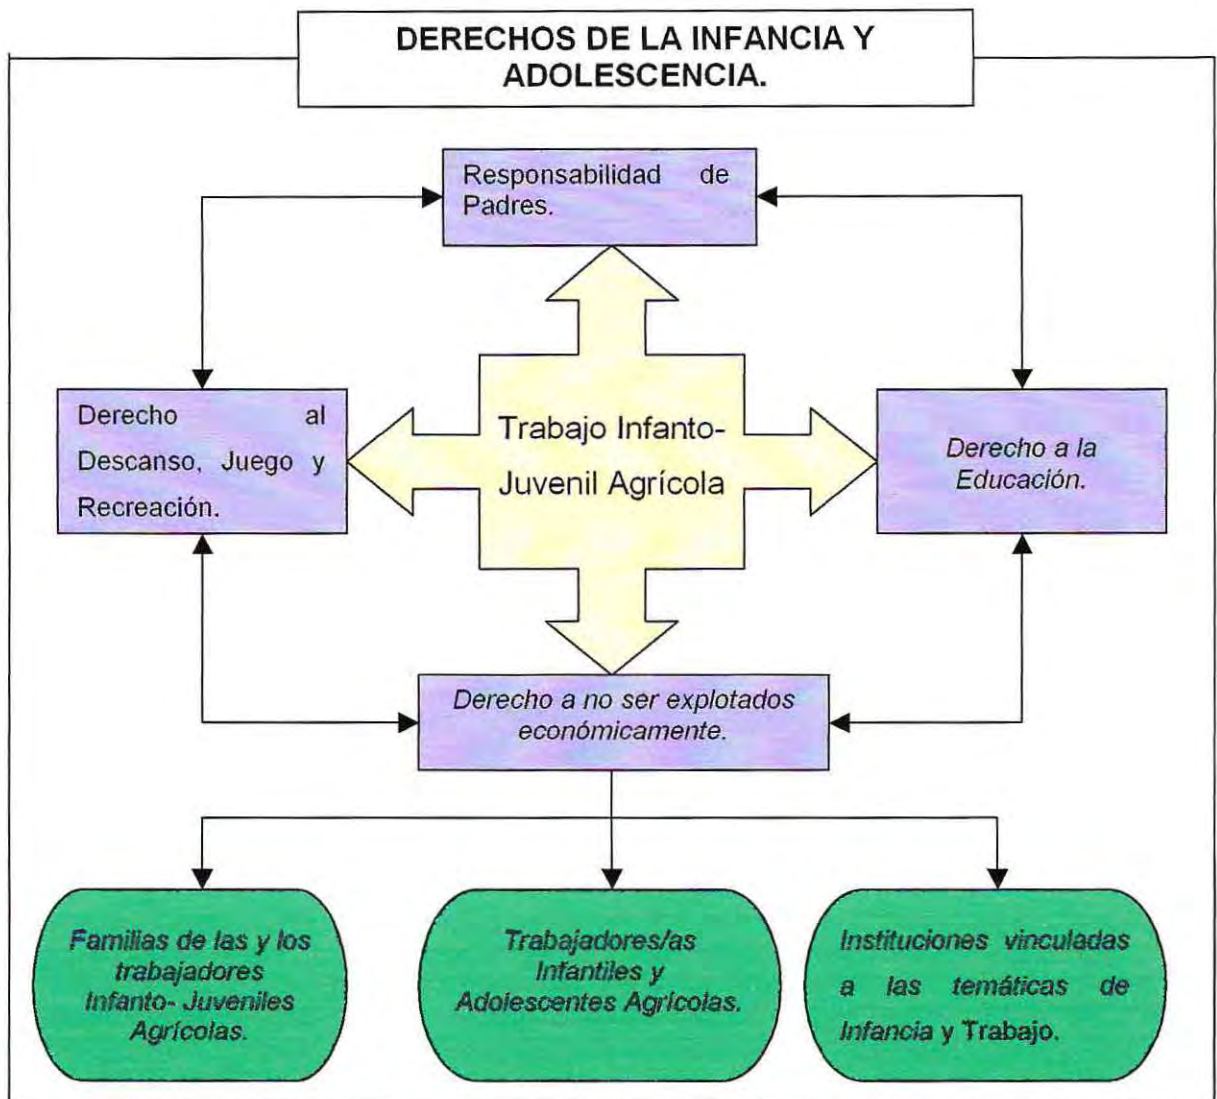 DERECHOS DE LA INFANCIA Y
ADOLESCENCIA.
Responsabilidad de
Padres.
Derecho al
Descanso, Juego y
Recreación.
Trabajo Infanto-
Juvenil Agrícola
Derecho a la
Educación.
Derecho a no ser explotados
económicamente.
Familias de las y los
trabajadores
Infanto- Juveniles
Agrícolas.
Trabajadores/as
Infantiles y
Adolescentes Agrícolas.
Instituciones vinculadas
a las temáticas de
Infancia y Trabajo.